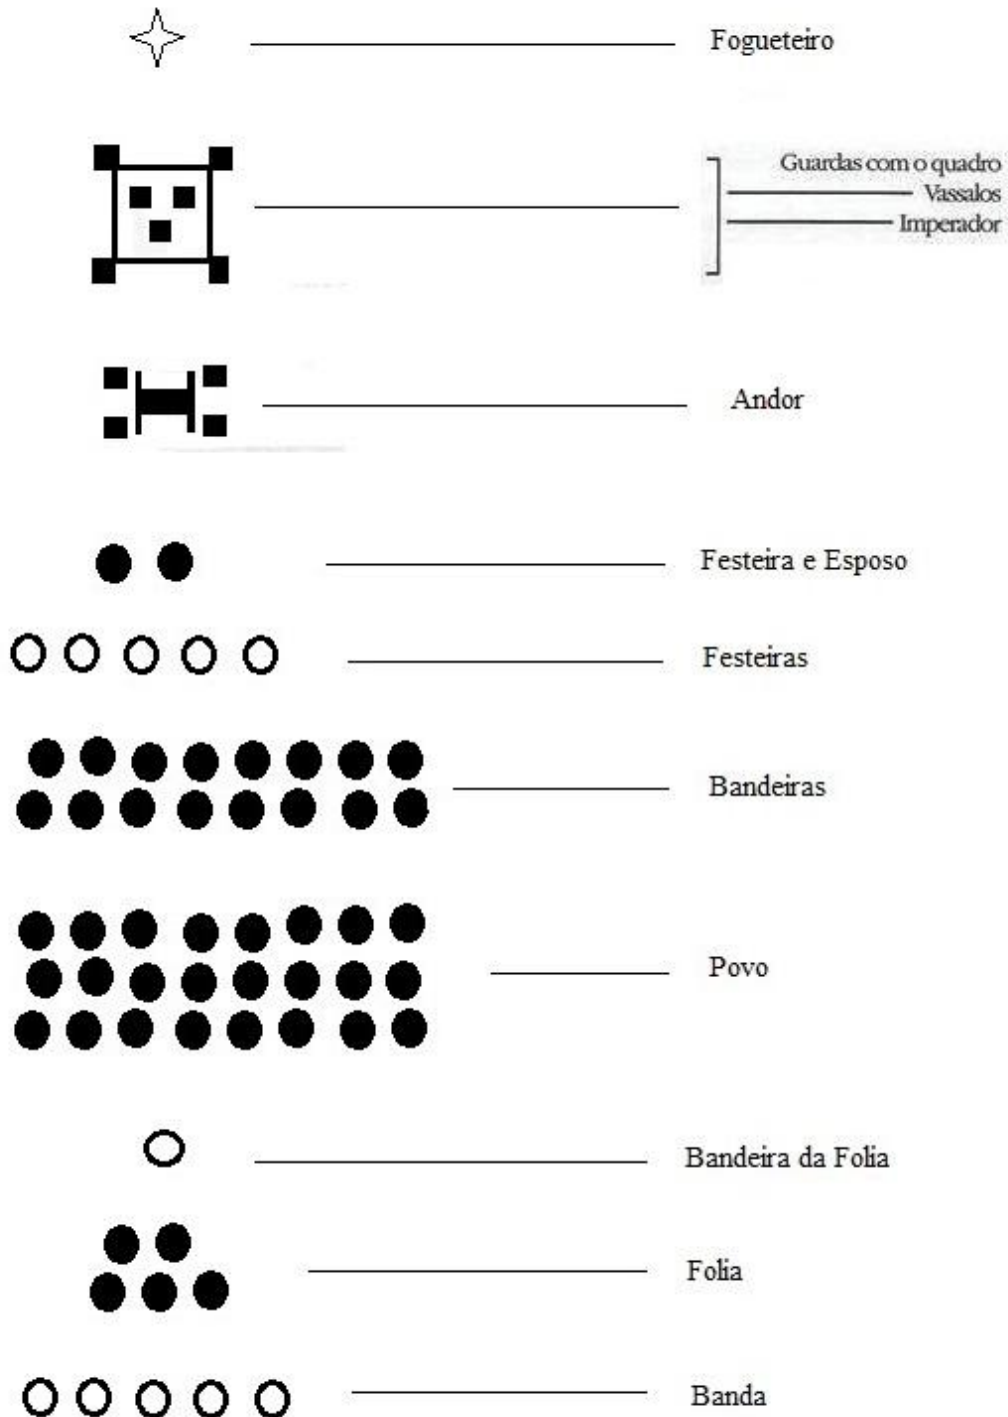 Fogueteiro
Guardas com o quadro
Vassalos
Imperador
Andor
Festeira e Esposo
Festeiras
Bandeiras
Povo
Bandeira da Folia
Folia
Banda